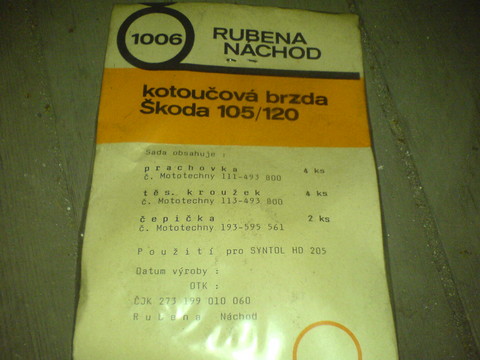 1006
RUBENA
NÁCHOD
kotoučová brzda
Škoda 105/120
Sada obsahuje :
prachovka 4 ks
č. Mototechny 111-493 800
těs. kroužek 4 ks
č. Mototechny 113-493 800
čepička 2 ks
č. Mototechny 193-595 561
Použití pro SYNTOL HD 205
Datum výroby :
OTK :
ČJK 273 199 010 060
Rubena Náchod